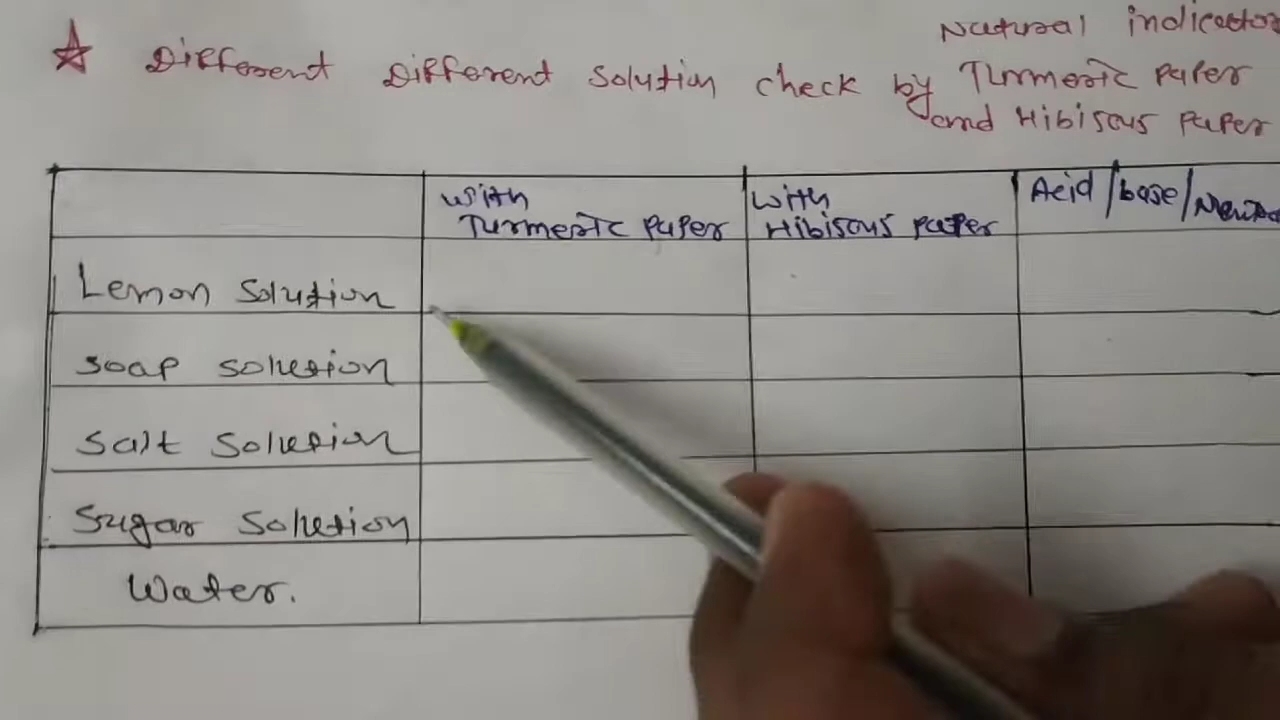 Natural indicator
☆ Different Different solution check by Turmeric paper
and Hibiscus paper
With Turmeric paper
With Hibiscus paper
Acid/base/
Lemon solution
Soap solution
Salt solution
Sugar solution
Water.